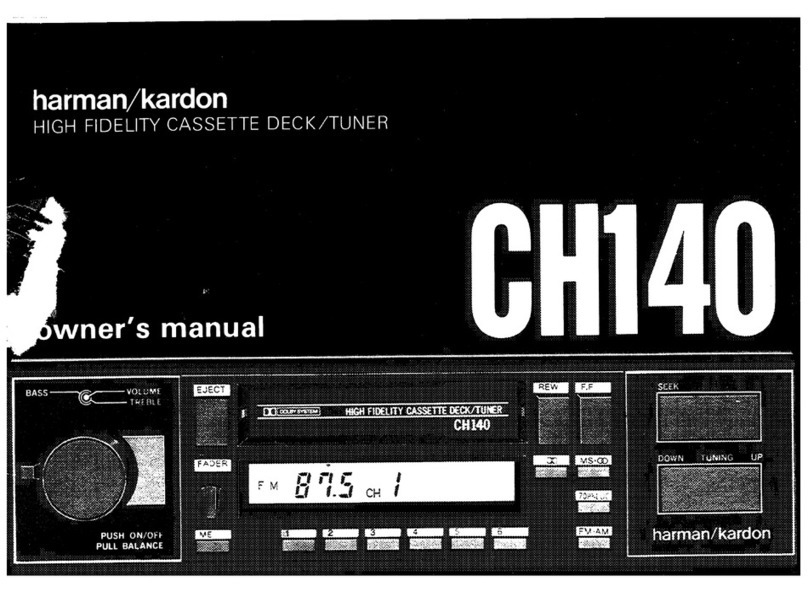 harman/kardon
HIGH FIDELITY CASSETTE DECK/TUNER
CH140
owner's manual
BASS
VOLUME
TREBLE
PUSH ON/OFF
PULL BALANCE
EJECT
FADER
ME
DOLBY SYSTEM
HIGH FIDELITY CASSETTE DECK/TUNER
CH140
FM 87.5 CH 1
1 2 3 4 5 6
REW F.F
MS-
70
FM-AM
SEEK
DOWN TUNING UP
harman/kardon